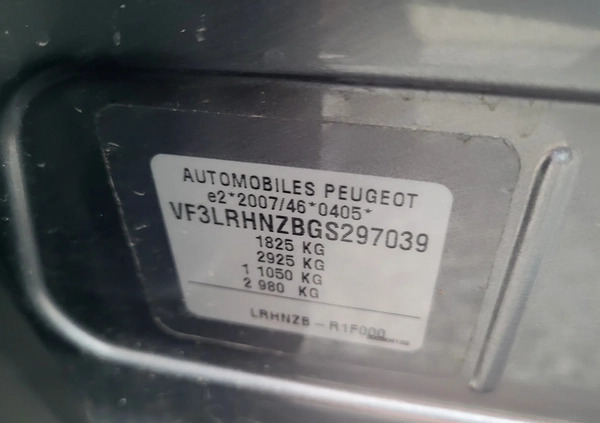 AUTOMOBILES PEUGEOT
e2*2007/46*0405*
VF3LRHNZBGS297039
1825 KG
2925 KG
1 1050 KG
2 980 KG
LRHNZB - R1F000